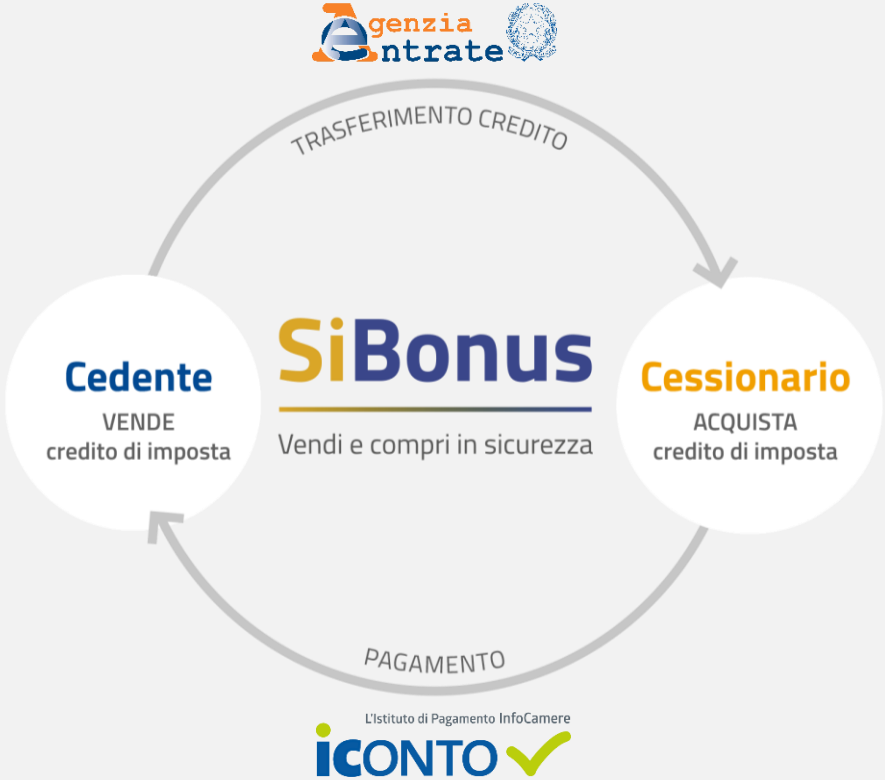 Agenzia
Entrate
TRASFERIMENTO CREDITO
Cedente
VENDE
credito di imposta
SiBonus
Vendi e compri in sicurezza
Cessionario
ACQUISTA
credito di imposta
PAGAMENTO
L'Istituto di Pagamento InfoCamere
iCONTO